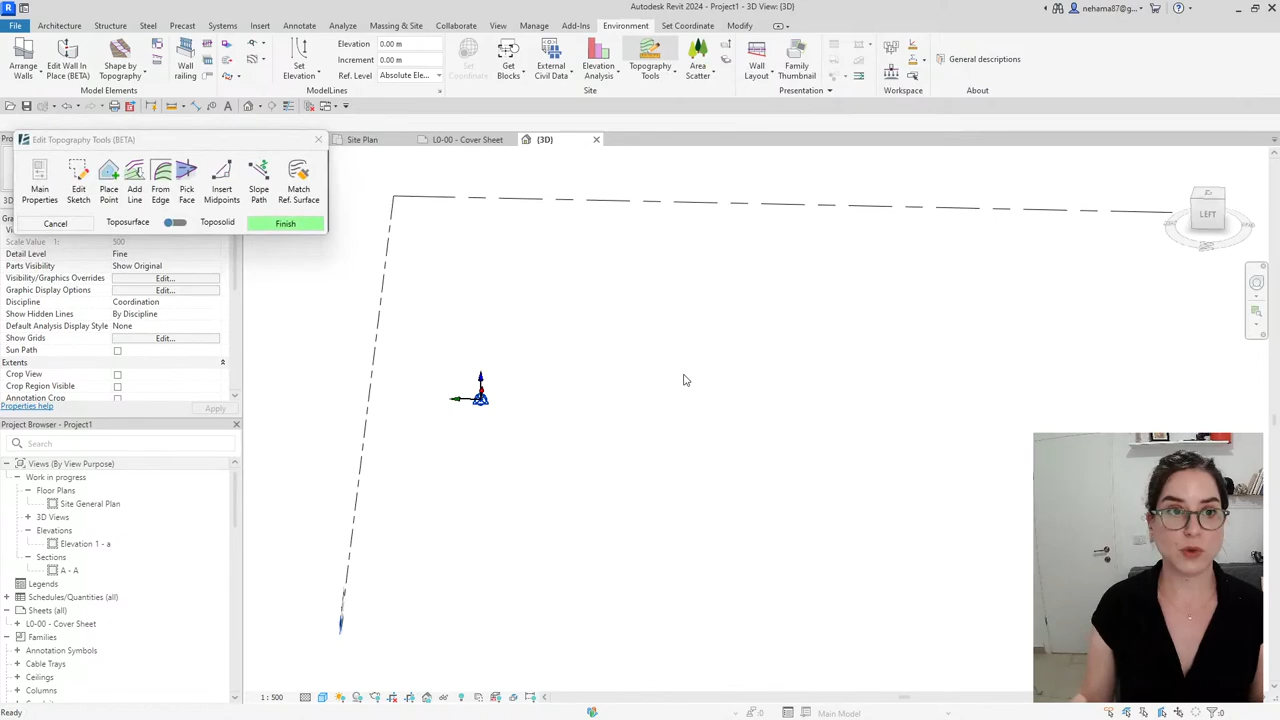 Autodesk Revit 2024 - Project1 - 3D View: {3D}
nehama87@g...
File Architecture Structure Steel Precast Systems Insert Annotate Analyze Massing & Site Collaborate View Manage Add-Ins Environment Set Coordinate Modify
Arrange Walls
Edit Wall In Place (BETA)
Shape by Topography
Wall railing
Set Elevation
Elevation 0.00 m
Increment 0.00 m
Ref. Level Absolute Ele...
Set Coordinate
Get Blocks
External Civil Data
Elevation Analysis
Topography Tools
Area Scatter
Wall Layout
Family Thumbnail
General descriptions
Model Elements
ModelLines
Site
Presentation
Workspace
About
Site Plan
L0-00 - Cover Sheet
{3D}
Edit Topography Tools (BETA)
Main Properties
Edit Sketch
Place Point
Add Line
From Edge
Pick Face
Insert Midpoints
Slope Path
Match Ref. Surface
Cancel
Toposurface
Toposolid
Finish
LEFT
Scale Value 1: 500
Detail Level Fine
Parts Visibility Show Original
Visibility/Graphics Overrides Edit...
Graphic Display Options Edit...
Discipline Coordination
Show Hidden Lines By Discipline
Default Analysis Display Style None
Show Grids Edit...
Sun Path
Extents
Crop View
Crop Region Visible
Annotation Crop
Properties help
Apply
Project Browser - Project1
Search
Views (By View Purpose)
Work in progress
Floor Plans
Site General Plan
3D Views
Elevations
Elevation 1 - a
Sections
A - A
Legends
Schedules/Quantities (all)
Sheets (all)
L0-00 - Cover Sheet
Families
Annotation Symbols
Cable Trays
Ceilings
Columns
1 : 500
Ready
:0
Main Model
:0